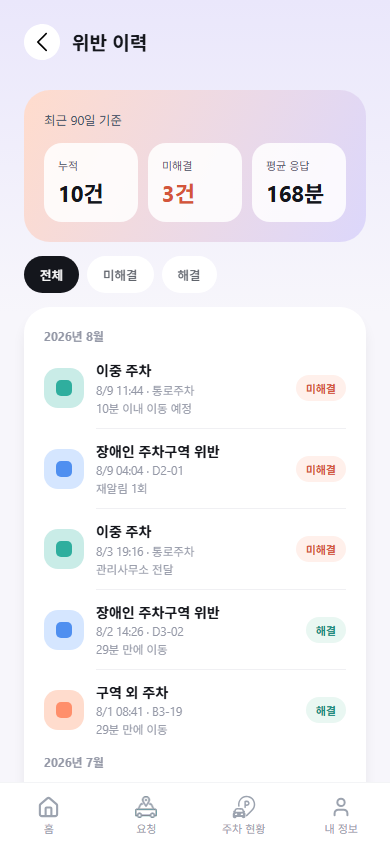 위반 이력
최근 90일 기준
누적
미해결
평균 응답
10건
3건
168분
전체
미해결
해결
2026년 8월
이중 주차
8/9 11:44 · 통로주차
10분 이내 이동 예정
미해결
장애인 주차구역 위반
8/9 04:04 · D2-01
재알림 1회
미해결
이중 주차
8/3 19:16 · 통로주차
관리사무소 전달
미해결
장애인 주차구역 위반
8/2 14:26 · D3-02
29분 만에 이동
해결
구역 외 주차
8/1 08:41 · B3-19
29분 만에 이동
해결
2026년 7월
P
홈
요청
주차 현황
내 정보